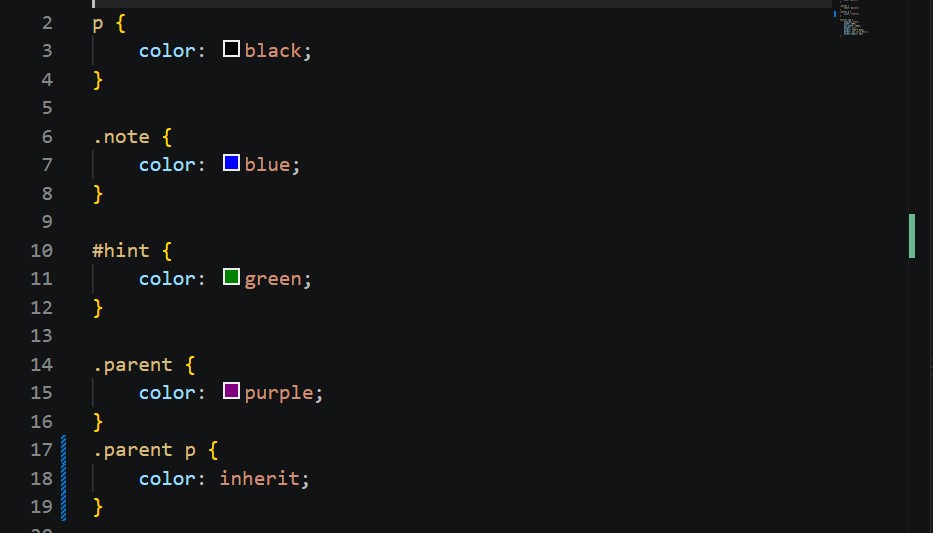 2 p {
3     color: black;
4 }
5
6 .note {
7     color: blue;
8 }
9
10 #hint {
11     color: green;
12 }
13
14 .parent {
15     color: purple;
16 }
17 .parent p {
18     color: inherit;
19 }